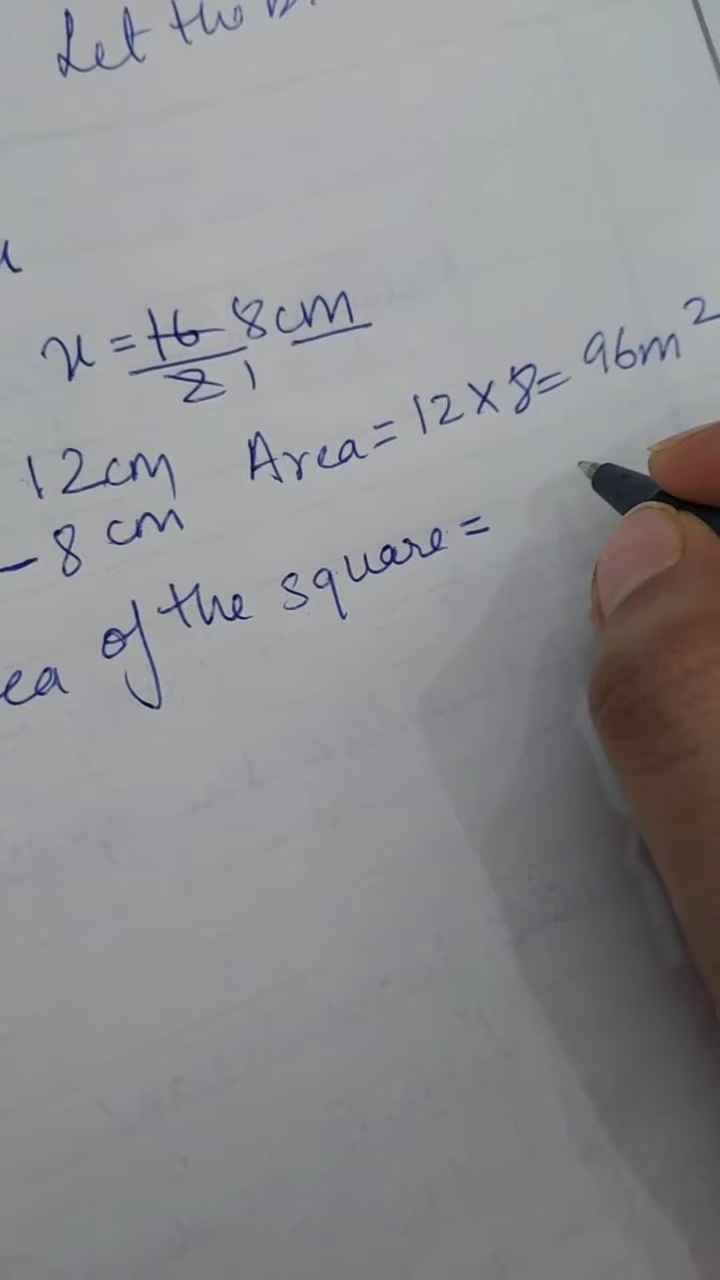 Let the
x = 16 8cm
2 1
12cm Area = 12 × 8 = 96m²
- 8 cm
ea of the square =